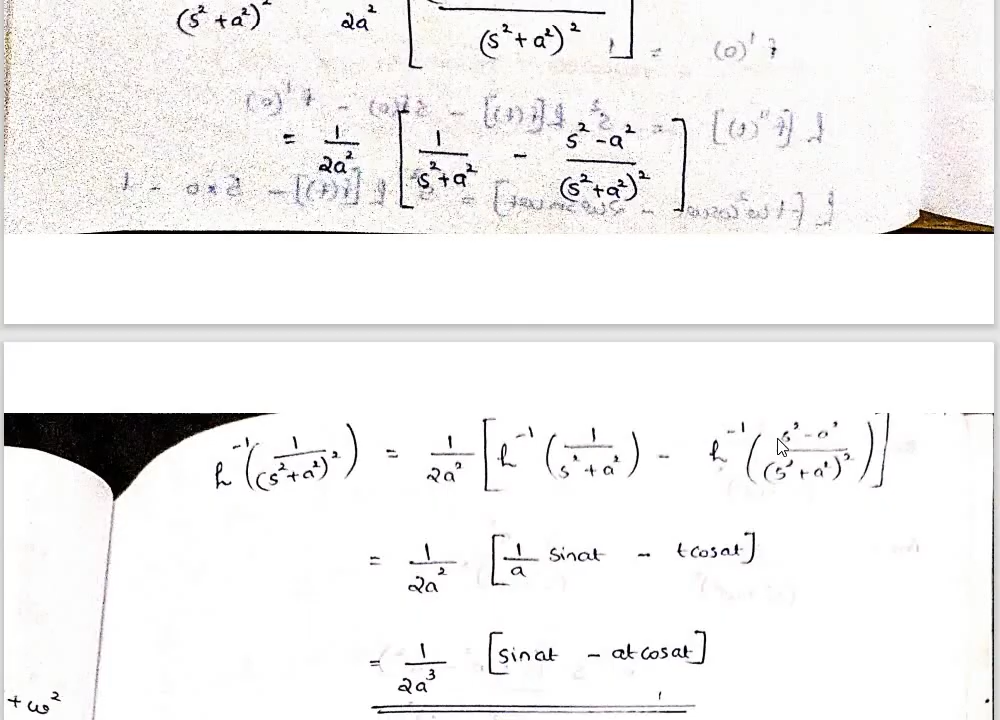 (s² + a²)² 2a² [ (s² + a²)² ]
= 1/2a² [ 1/(s² + a²) - (s² - a²)/(s² + a²)² ]
L⁻¹(1/(s² + a²)²) = 1/2a² [ L⁻¹(1/(s² + a²)) - L⁻¹((s² - a²)/(s² + a²)²) ]
= 1/2a² [ 1/a sinat - tcosat ]
= 1/2a³ [ sinat - atcosat ]
+ ω²